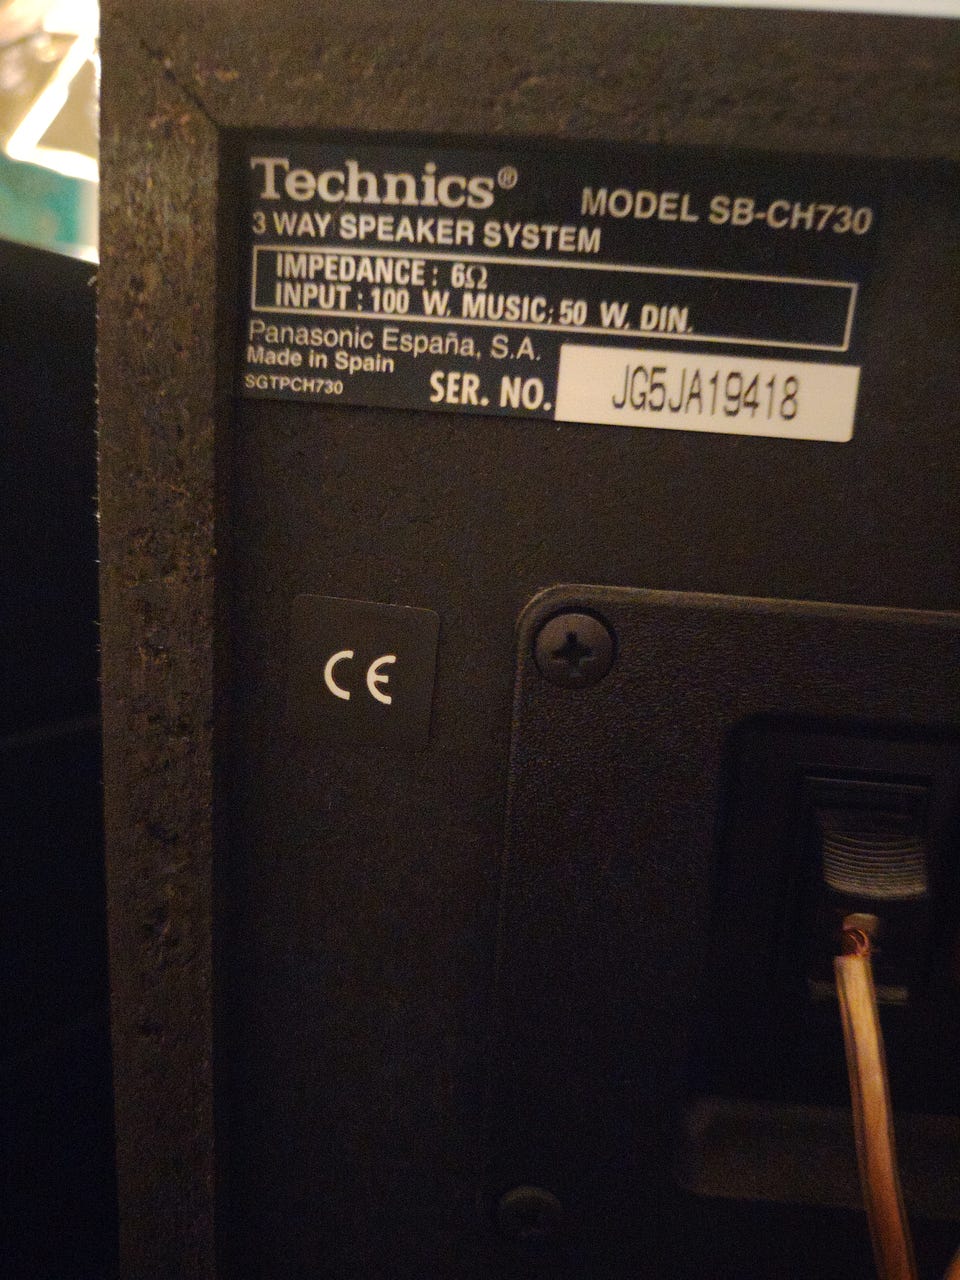 Technics®
MODEL SB-CH730
3 WAY SPEAKER SYSTEM
IMPEDANCE : 6Ω
INPUT : 100 W. MUSIC; 50 W. DIN.
Panasonic España, S.A.
Made in Spain
SGTPCH730
SER. NO. JG5JA19418
CE